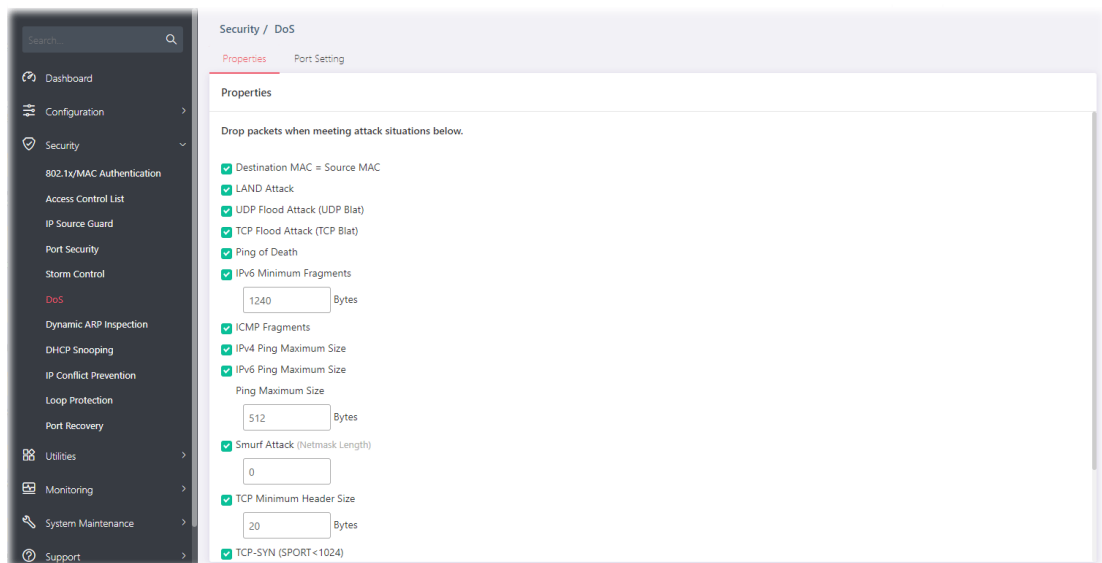 Search...
Dashboard
Configuration
Security
802.1x/MAC Authentication
Access Control List
IP Source Guard
Port Security
Storm Control
DoS
Dynamic ARP Inspection
DHCP Snooping
IP Conflict Prevention
Loop Protection
Port Recovery
Utilities
Monitoring
System Maintenance
Support
Security / DoS
Properties Port Setting
Properties
Drop packets when meeting attack situations below.
Destination MAC = Source MAC
LAND Attack
UDP Flood Attack (UDP Blat)
TCP Flood Attack (TCP Blat)
Ping of Death
IPv6 Minimum Fragments
1240 Bytes
ICMP Fragments
IPv4 Ping Maximum Size
IPv6 Ping Maximum Size
Ping Maximum Size
512 Bytes
Smurf Attack (Netmask Length)
0
TCP Minimum Header Size
20 Bytes
TCP-SYN (SPORT<1024)